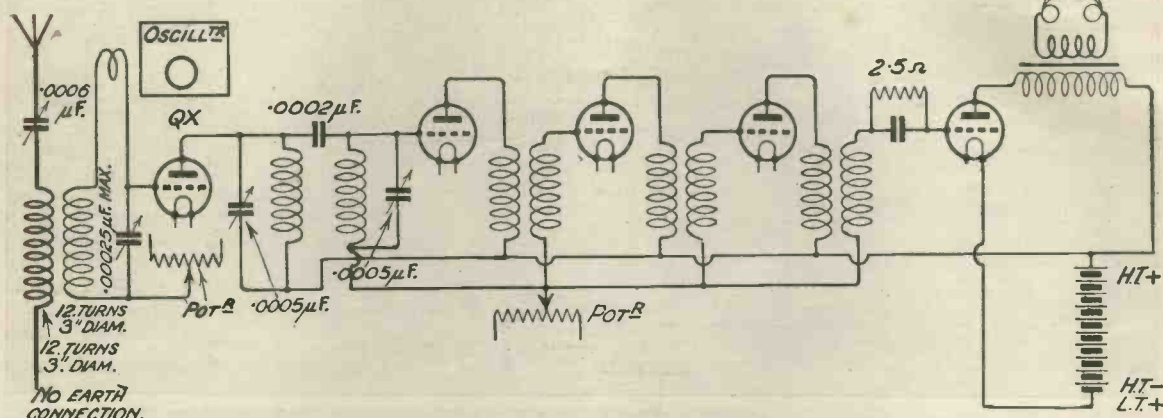 OSCILLTR
.0006
µF.
QX
.0002µF.
.00025µF. MAX.
2·5Ω
.0005µF.
.0005µF.
POTR
POTR
12.TURNS
3" DIAM.
12.TURNS
3." DIAM.
NO EARTH
CONNECTION.
H.T+
H.T-
L.T.+